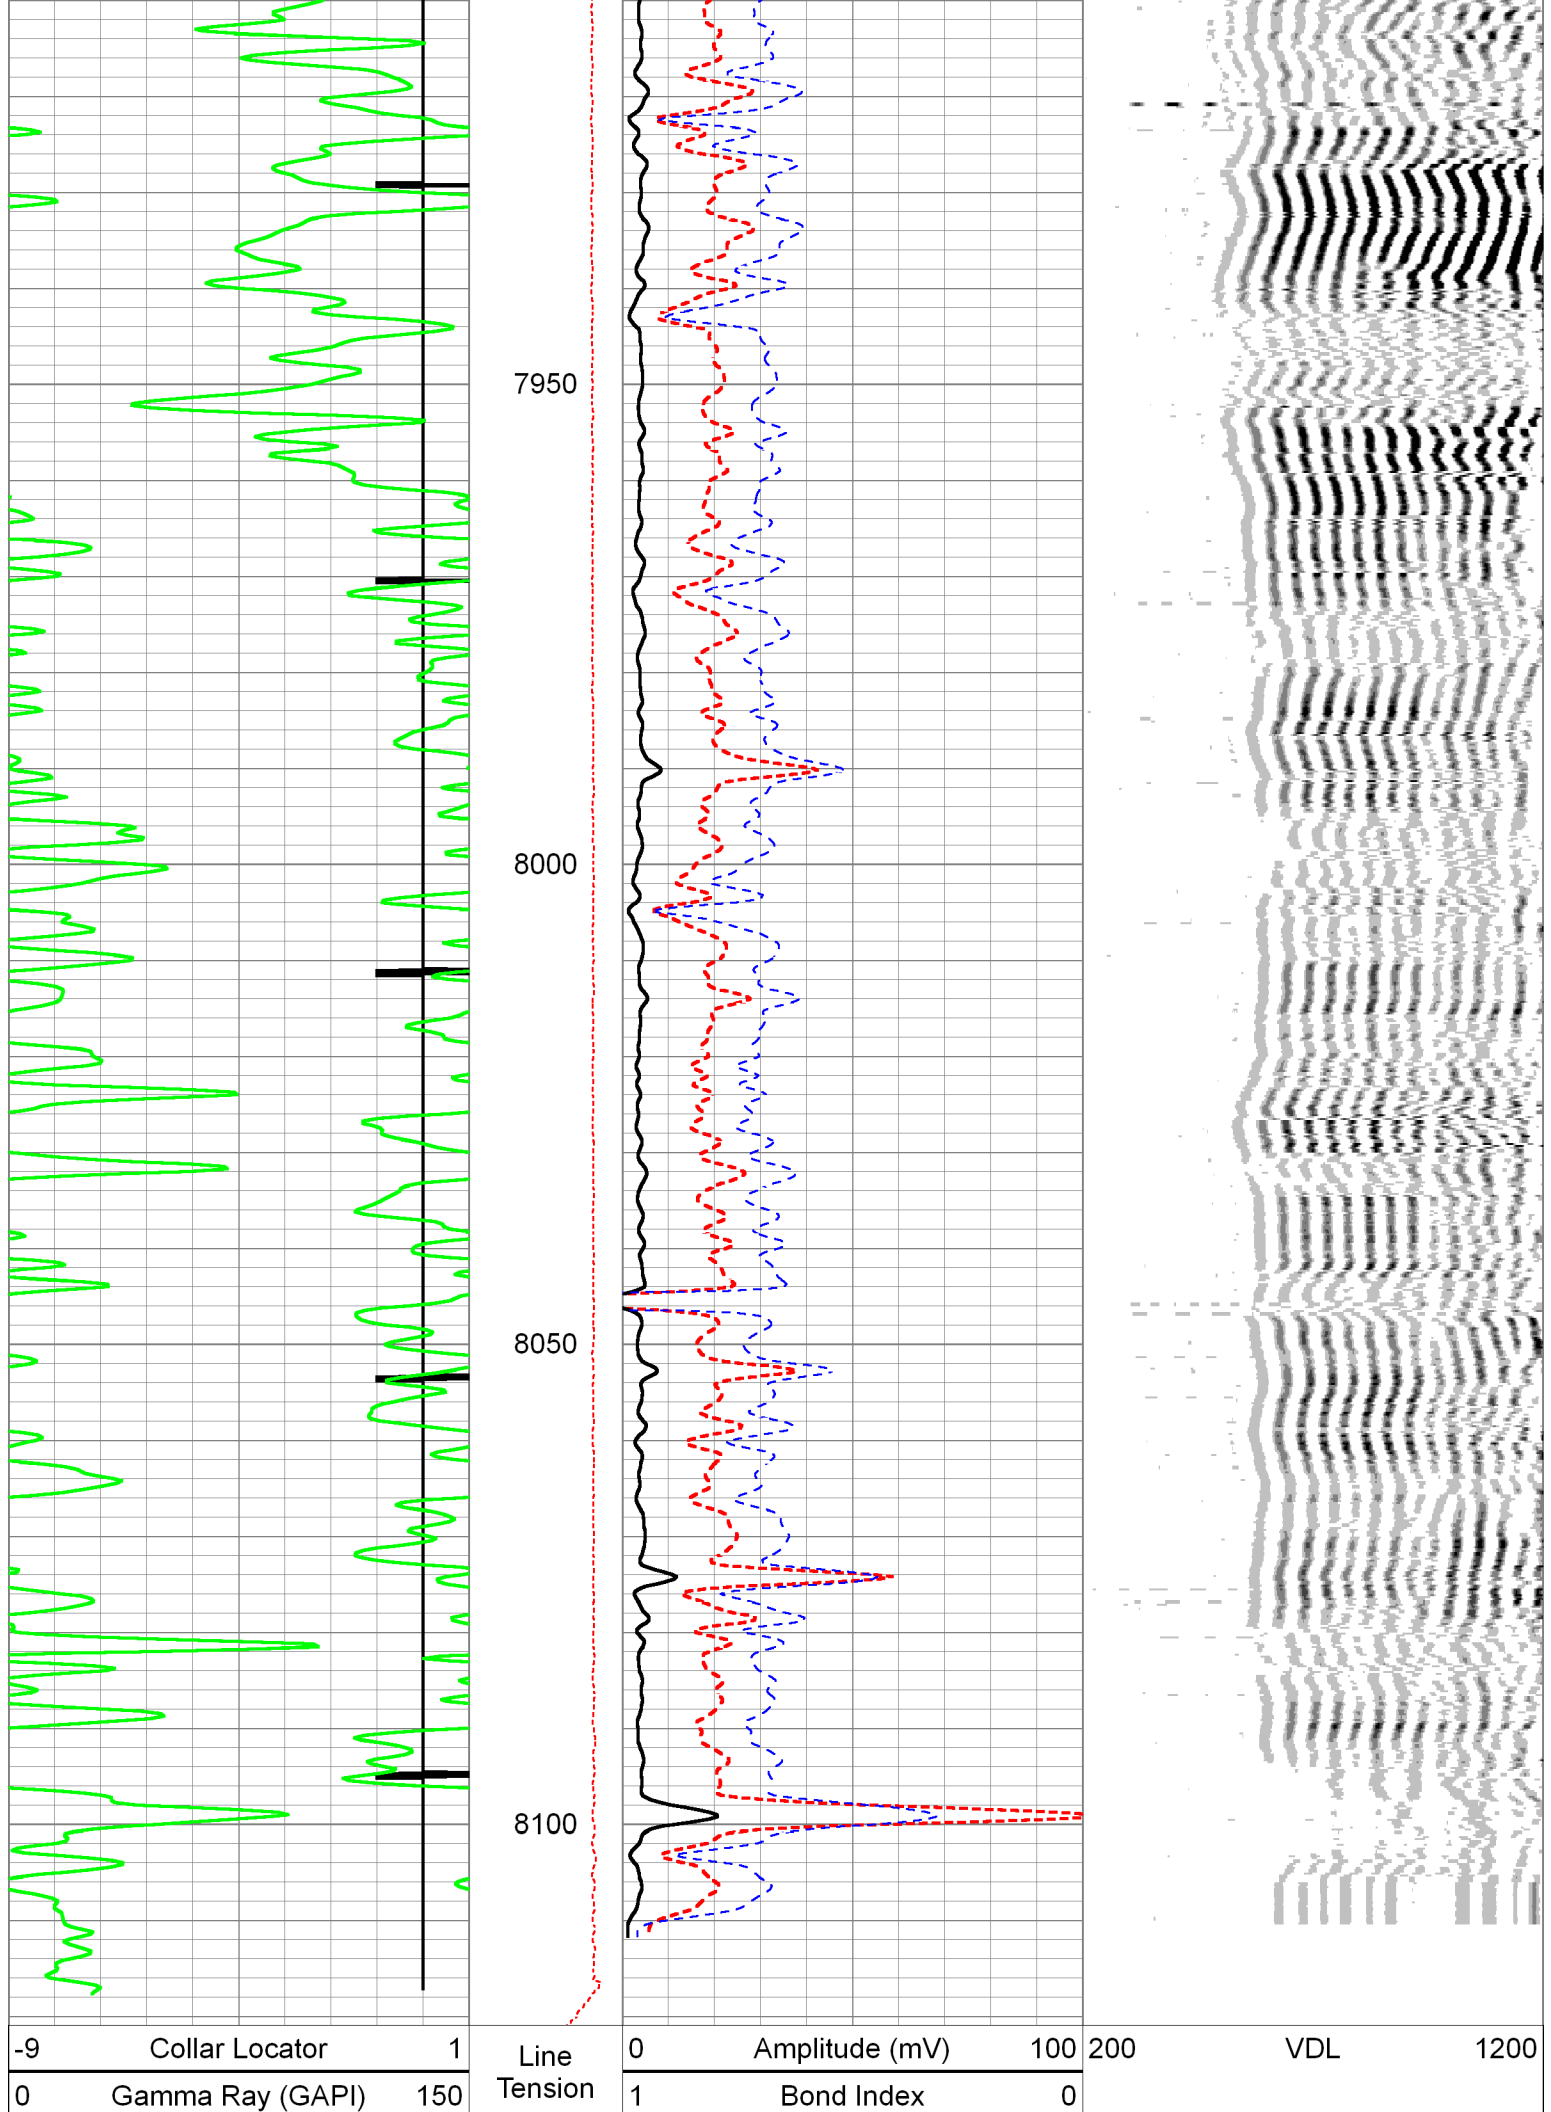 7950
8000
8050
8100
-9 Collar Locator 1
0 Gamma Ray (GAPI) 150
Line
Tension
0 Amplitude (mV) 100
1 Bond Index 0
200 VDL 1200